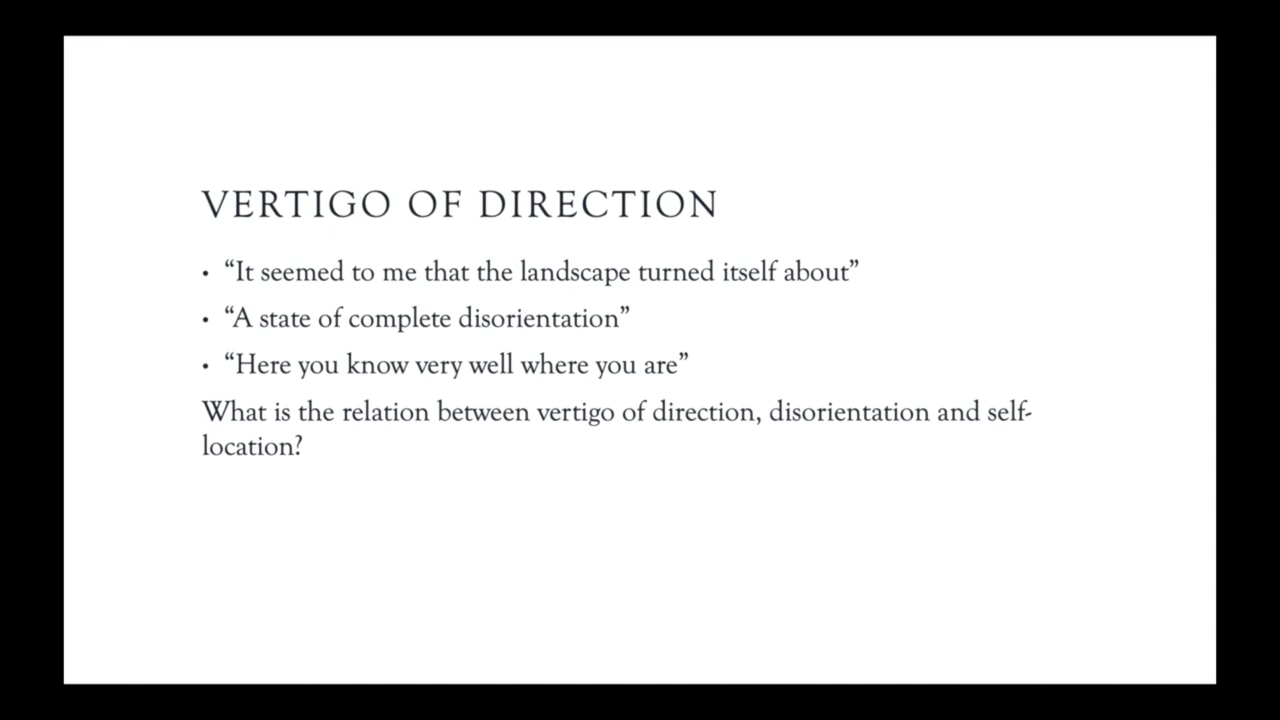 VERTIGO OF DIRECTION
• “It seemed to me that the landscape turned itself about”
• “A state of complete disorientation”
• “Here you know very well where you are”
What is the relation between vertigo of direction, disorientation and self-
location?